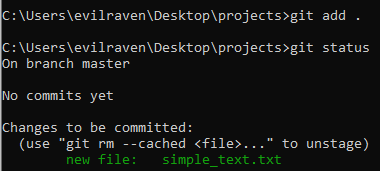 C:\Users\evilraven\Desktop\projects>git add .
C:\Users\evilraven\Desktop\projects>git status
On branch master
No commits yet
Changes to be committed:
  (use "git rm --cached <file>..." to unstage)
        new file:   simple_text.txt